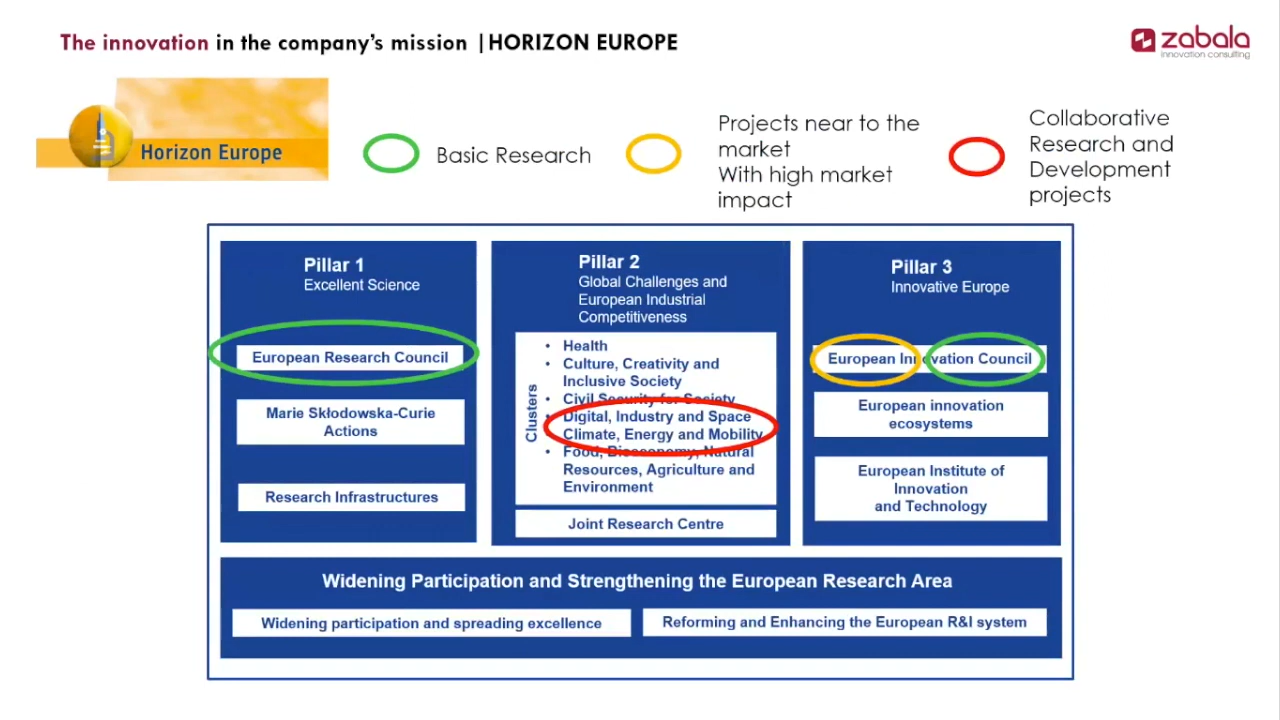 The innovation in the company's mission | HORIZON EUROPE
zabala
innovation consulting
Horizon Europe
Basic Research
Projects near to the
market
With high market
impact
Collaborative
Research and
Development
projects
Pillar 1
Excellent Science
European Research Council
Marie Skłodowska-Curie
Actions
Research Infrastructures
Pillar 2
Global Challenges and
European Industrial
Competitiveness
Clusters
• Health
• Culture, Creativity and
Inclusive Society
• Civil Security for Society
• Digital, Industry and Space
Climate, Energy and Mobility
• Food, Bioeconomy, Natural
Resources, Agriculture and
Environment
Joint Research Centre
Pillar 3
Innovative Europe
European Innovation Council
European innovation
ecosystems
European Institute of
Innovation
and Technology
Widening Participation and Strengthening the European Research Area
Widening participation and spreading excellence
Reforming and Enhancing the European R&I system